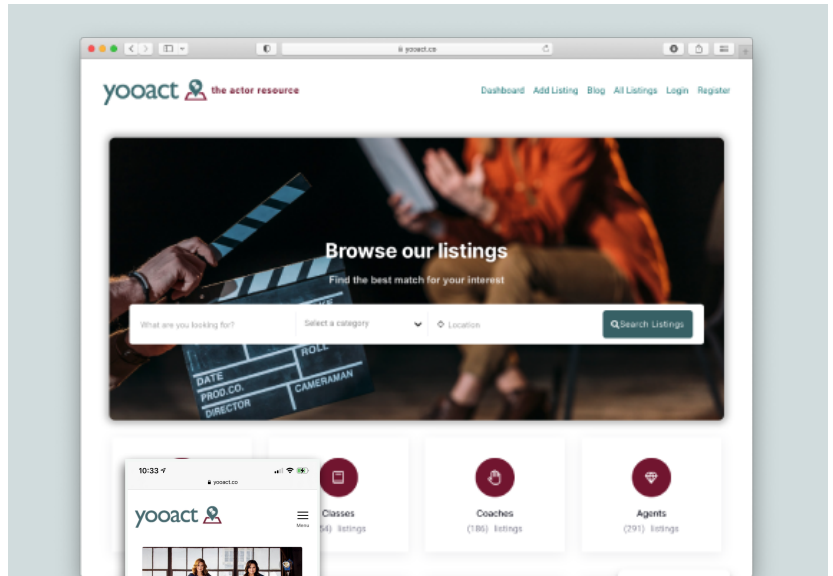 yooact.co
yooact the actor resource
Dashboard Add Listing Blog All Listings Login Register
Browse our listings
Find the best match for your interest
What are you looking for? Select a category Location Search Listings
DATE
PROD.CO.
DIRECTOR
ROLL
CAMERAMAN
10:33
yooact.co
yooact
Menu
Classes
54) listings
Coaches
(186) listings
Agents
(291) listings